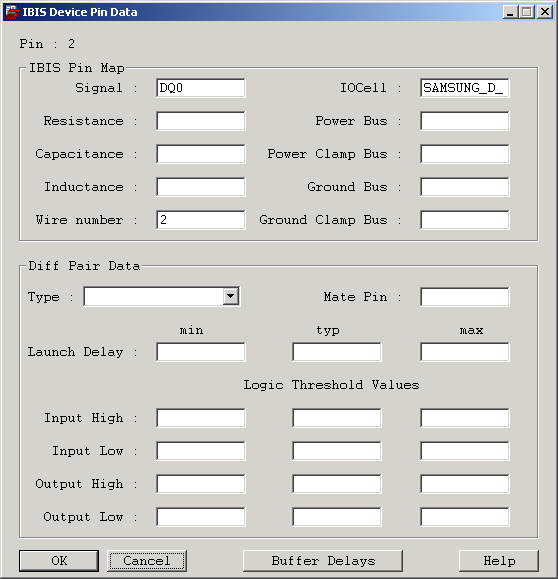 IBIS Device Pin Data
Pin : 2
IBIS Pin Map
Signal : DQ0 IOCell : SAMSUNG_D_
Resistance : Power Bus :
Capacitance : Power Clamp Bus :
Inductance : Ground Bus :
Wire number : 2 Ground Clamp Bus :
Diff Pair Data
Type : Mate Pin :
min typ max
Launch Delay :
Logic Threshold Values
Input High :
Input Low :
Output High :
Output Low :
OK Cancel Buffer Delays Help